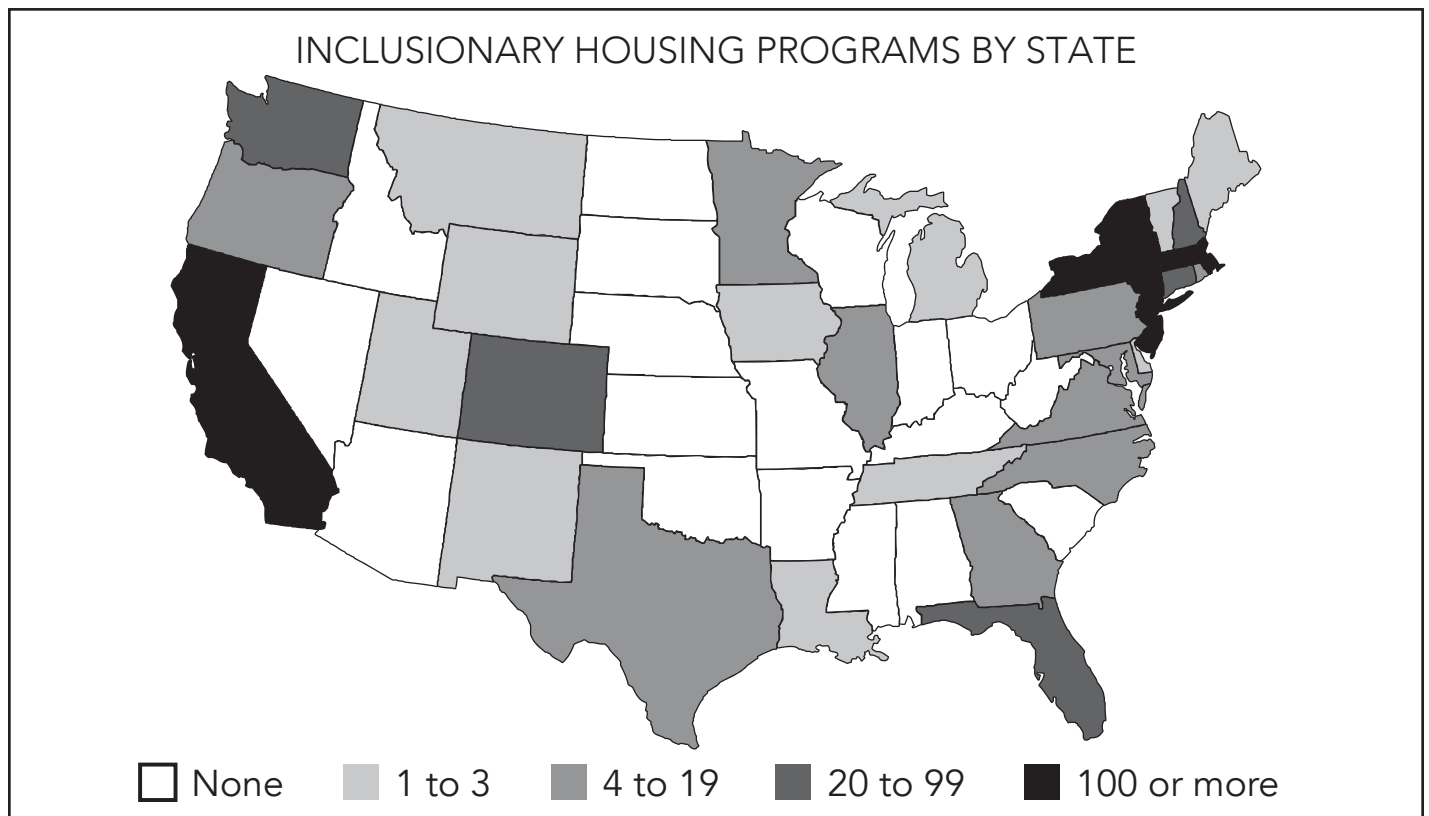 INCLUSIONARY HOUSING PROGRAMS BY STATE
None 1 to 3 4 to 19 20 to 99 100 or more